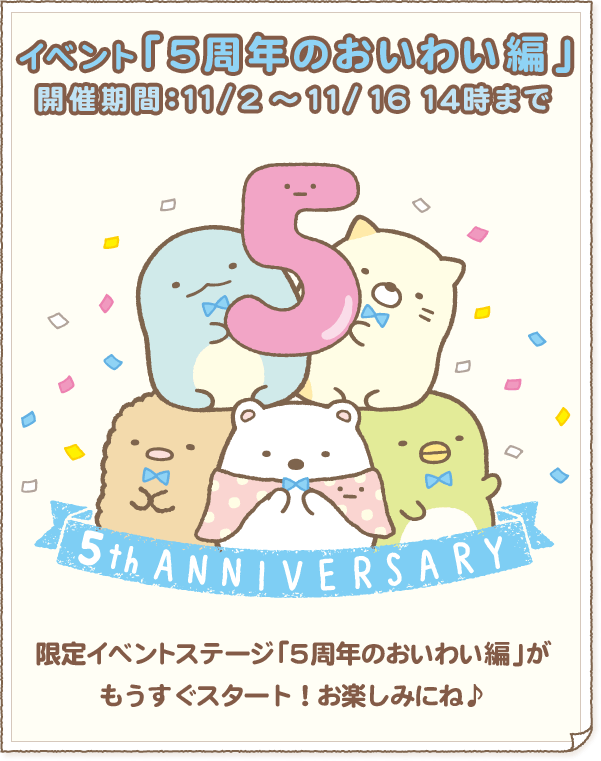 イベント「5周年のおいわい編」
開催期間：11/2 ～ 11/16 14時まで
5
5th ANNIVERSARY
限定イベントステージ「5周年のおいわい編」が
もうすぐスタート！お楽しみにね♪